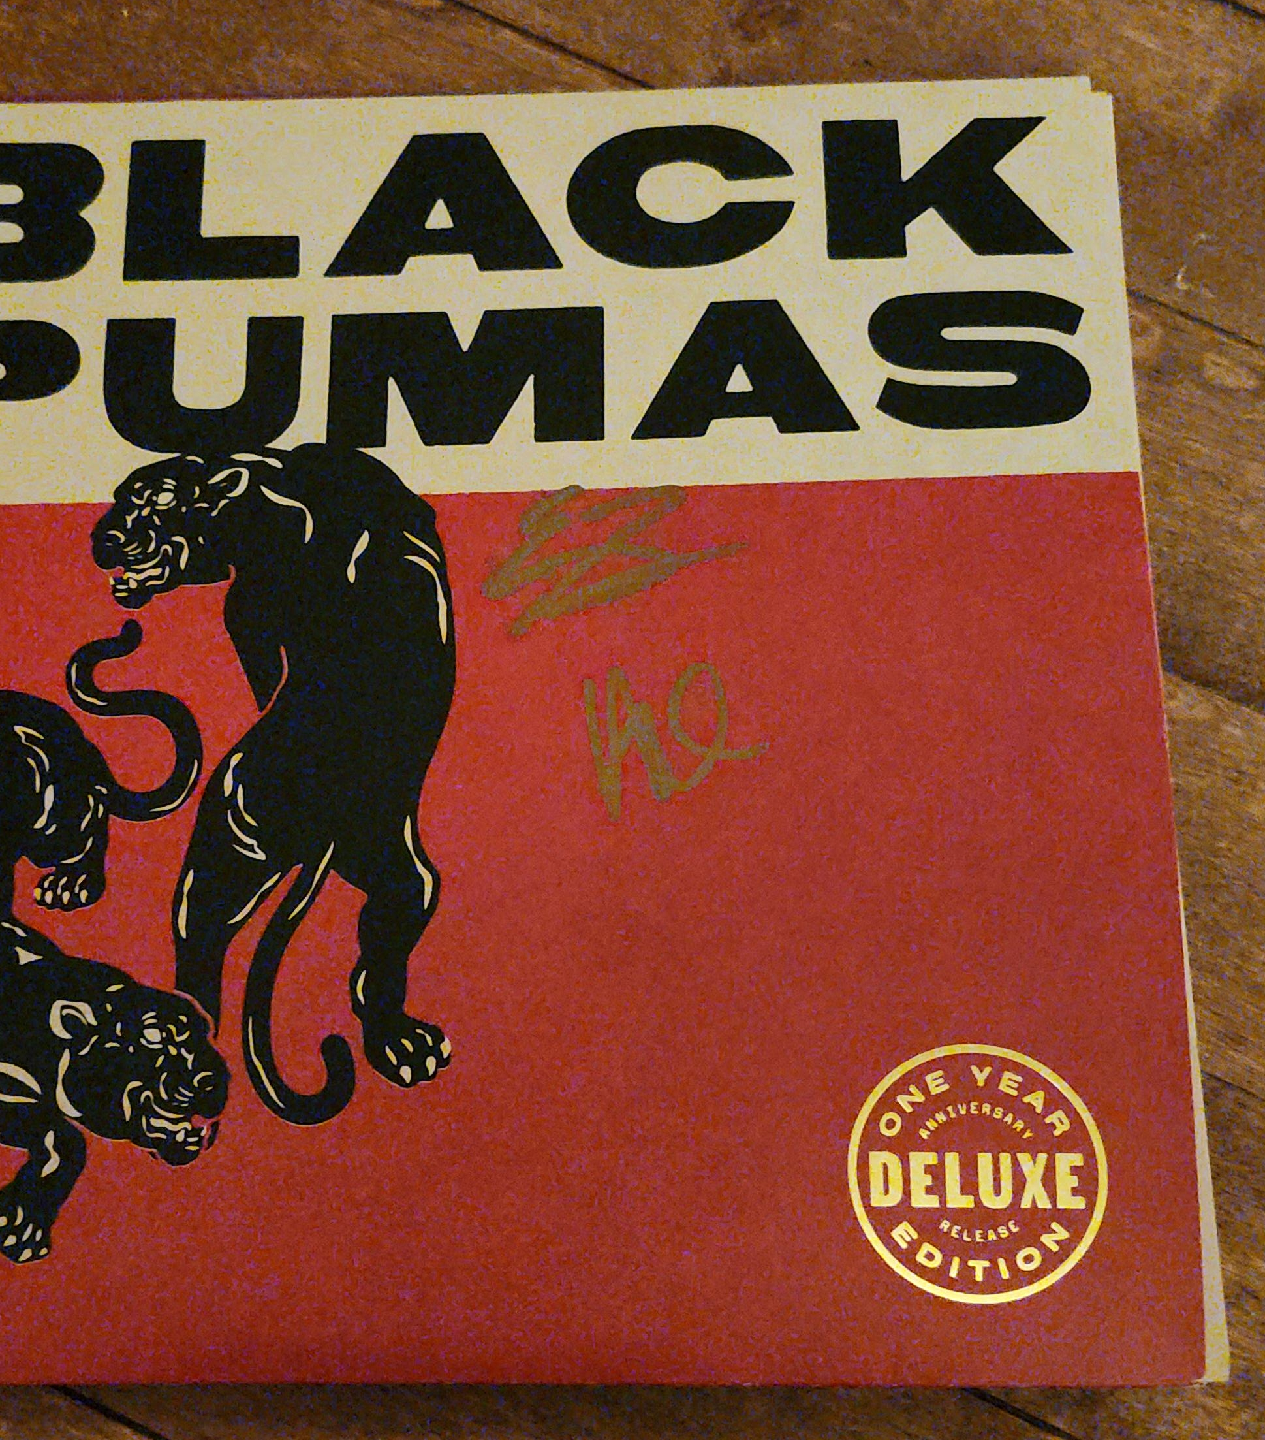 BLACK
PUMAS
ONE YEAR
ANNIVERSARY
DELUXE
RELEASE
EDITION